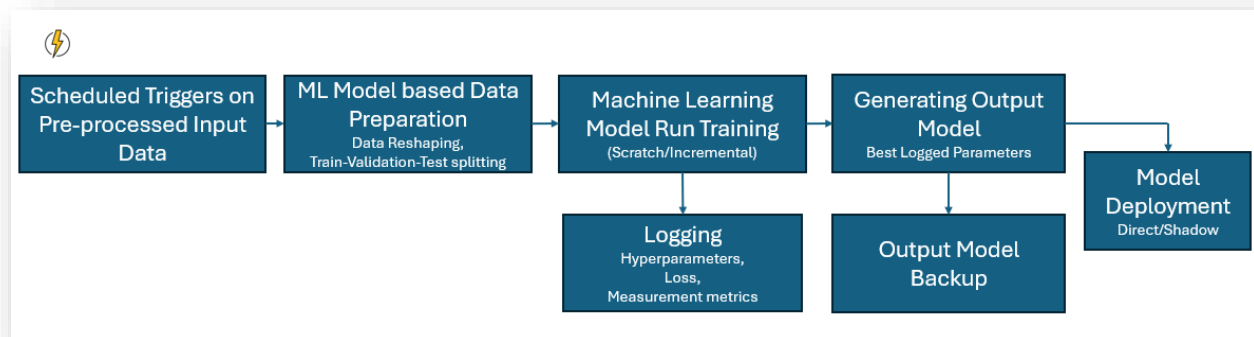 Scheduled Triggers on
Pre-processed Input
Data
ML Model based Data
Preparation
Data Reshaping,
Train-Validation-Test splitting
Machine Learning
Model Run Training
(Scratch/Incremental)
Generating Output
Model
Best Logged Parameters
Model
Deployment
Direct/Shadow
Logging
Hyperparameters,
Loss,
Measurement metrics
Output Model
Backup